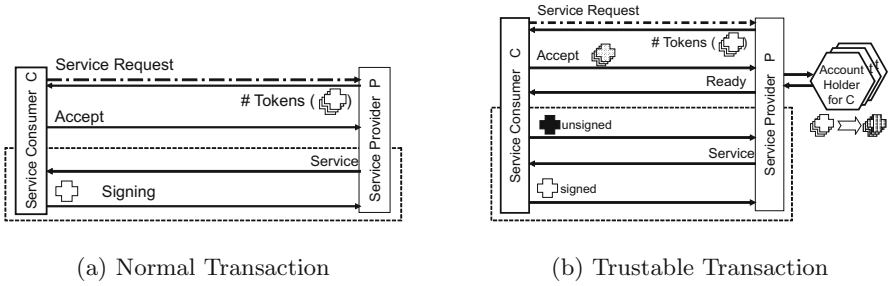 Service Request
Service Consumer C
Service Provider P
# Tokens ( )
Accept
Service
Signing
(a) Normal Transaction
Service Request
Service Consumer C
Service Provider P
# Tokens ( )
Accept
Ready
Account
Holder
for C
unsigned
Service
signed
(b) Trustable Transaction